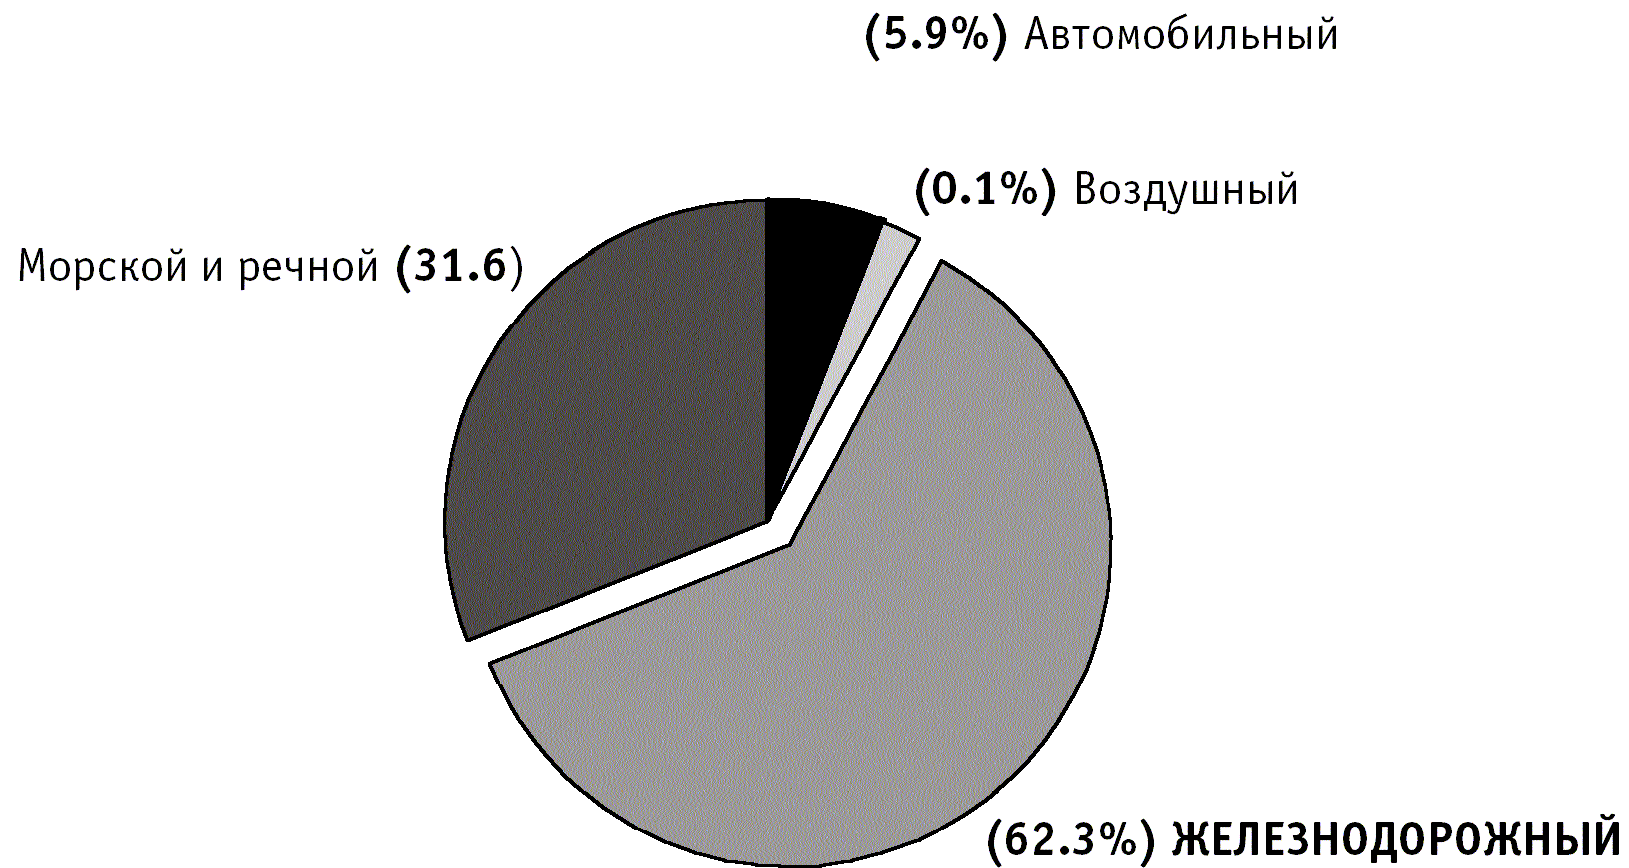 (5.9%) Автомобильный
(0.1%) Воздушный
Морской и речной (31.6)
(62.3%) ЖЕЛЕЗНОДОРОЖНЫЙ